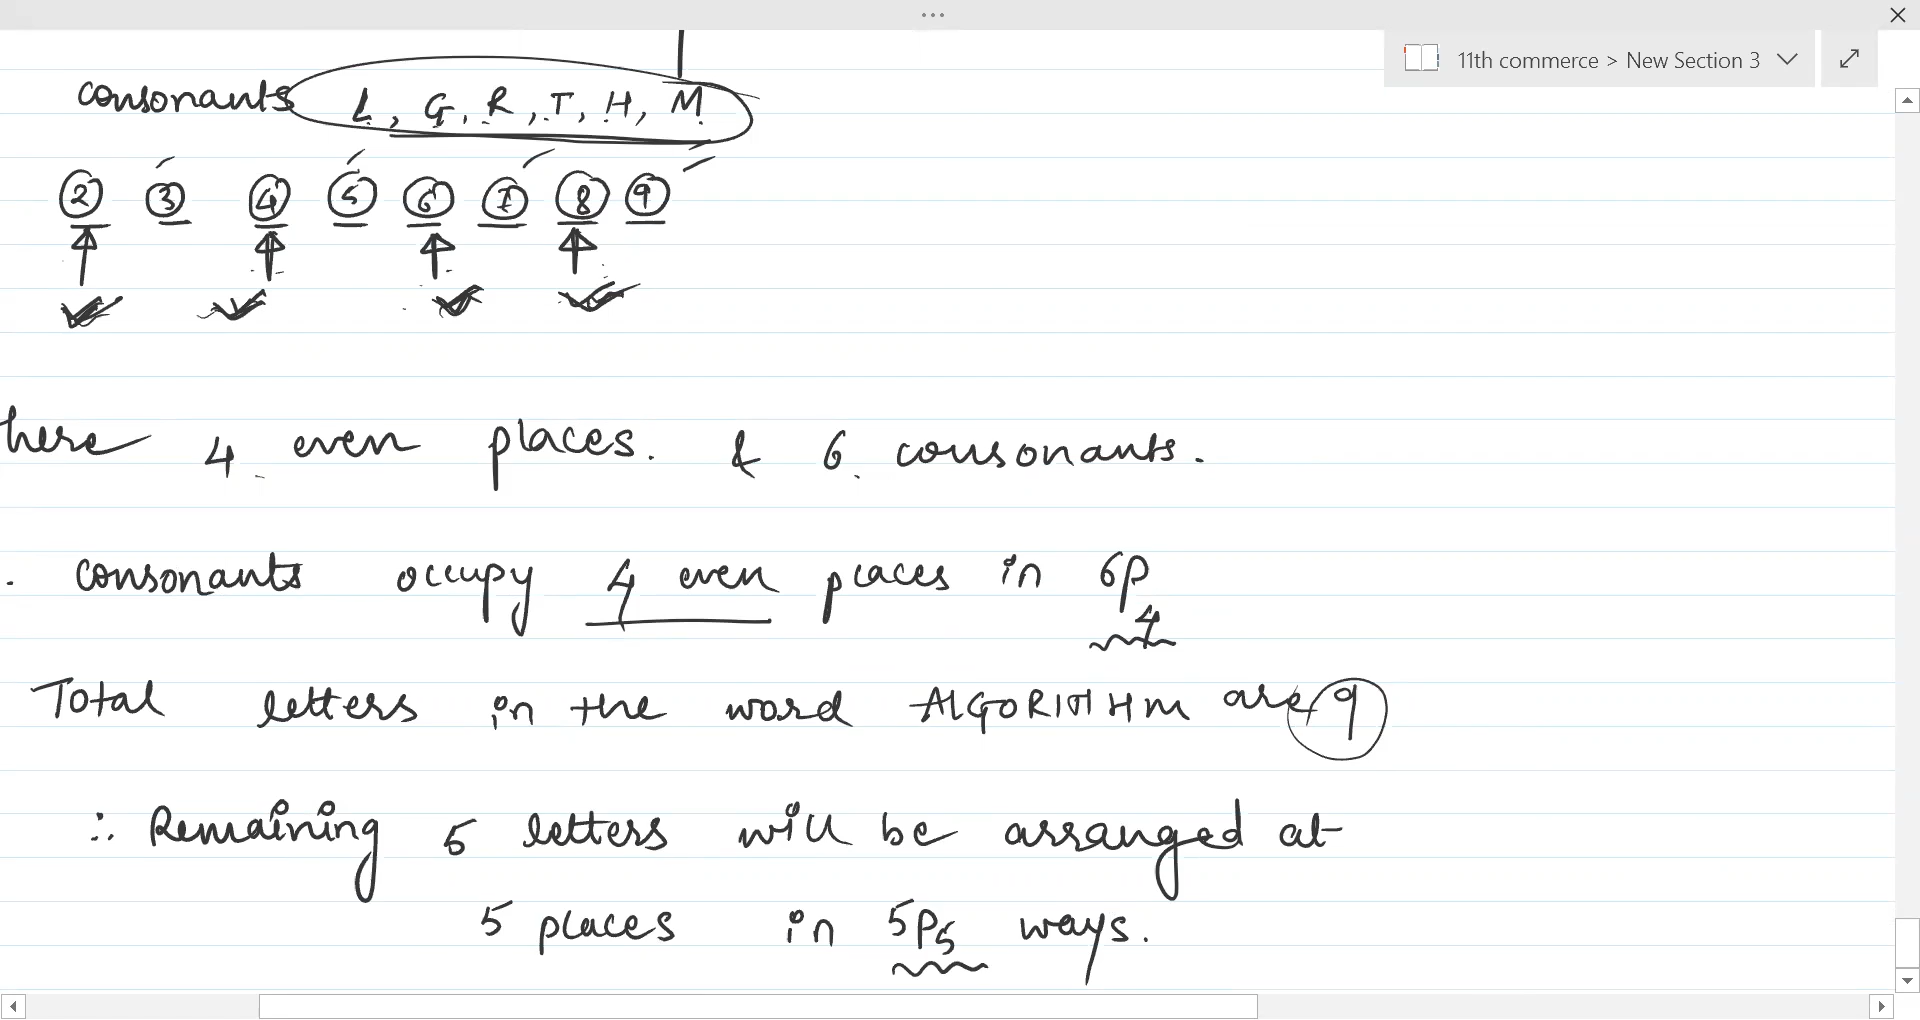 11th commerce > New Section 3
consonants L, G, R, T, H, M
2 3 4 5 6 7 8 9
here 4 even places. & 6 consonants.
. consonants occupy 4 even places in 6P4
Total letters in the word ALGORITHM are 9
∴ Remaining 5 letters will be arranged at
5 places in 5P5 ways.